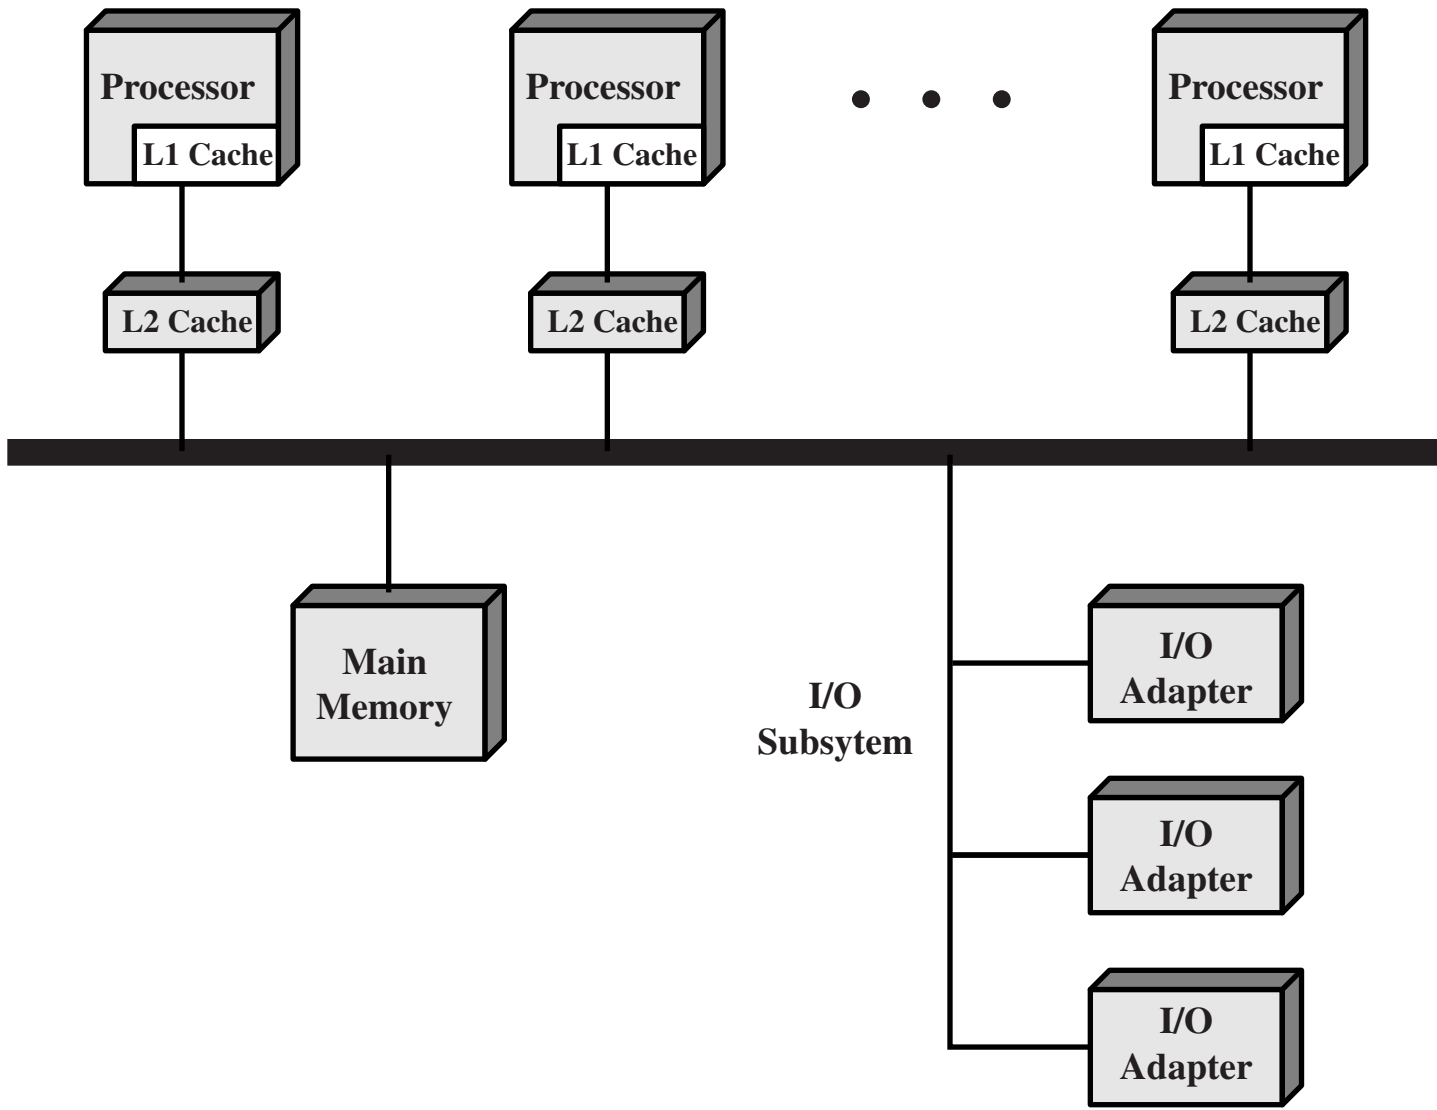 Processor
L1 Cache
Processor
L1 Cache
Processor
L1 Cache
L2 Cache
L2 Cache
L2 Cache
Main
Memory
I/O
Subsytem
I/O
Adapter
I/O
Adapter
I/O
Adapter